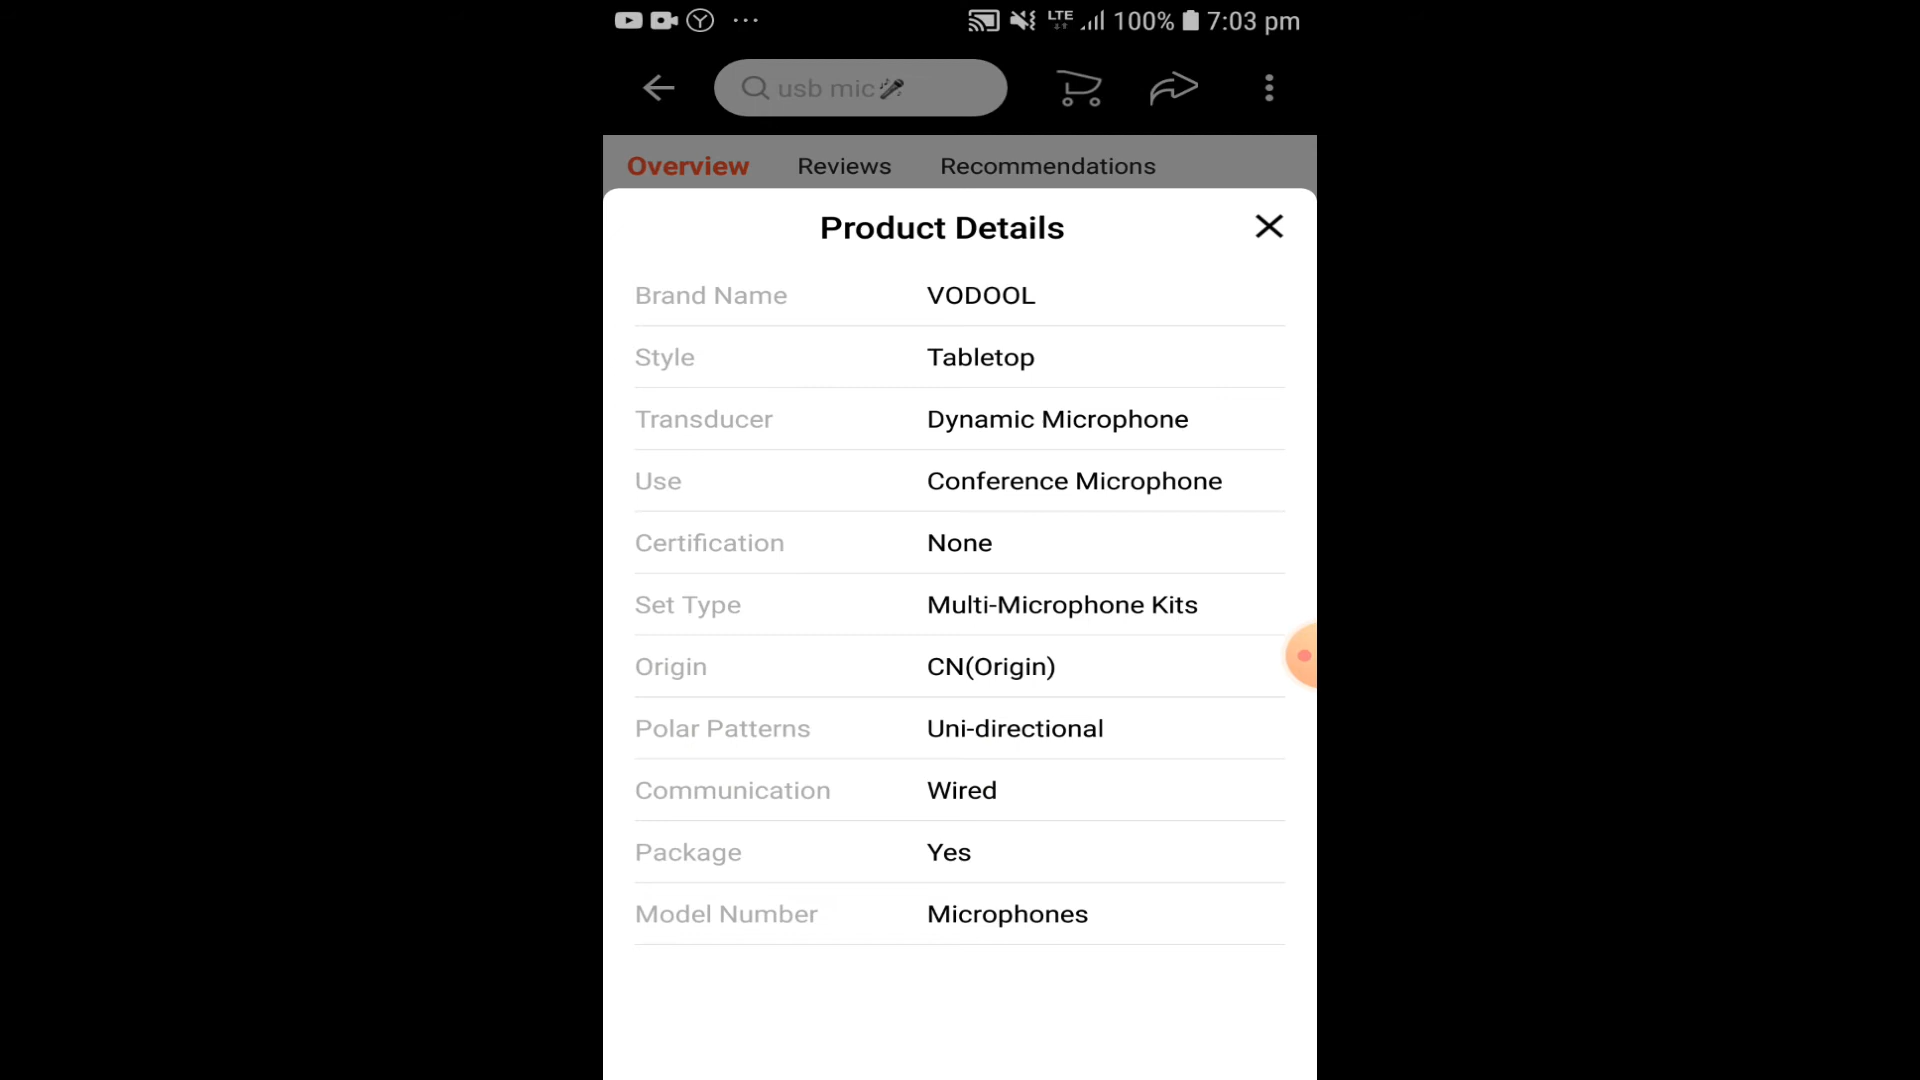 LTE 100% 7:03 pm
usb mic🎤
Overview Reviews Recommendations
Product Details
Brand Name VODOOL
Style Tabletop
Transducer Dynamic Microphone
Use Conference Microphone
Certification None
Set Type Multi-Microphone Kits
Origin CN(Origin)
Polar Patterns Uni-directional
Communication Wired
Package Yes
Model Number Microphones